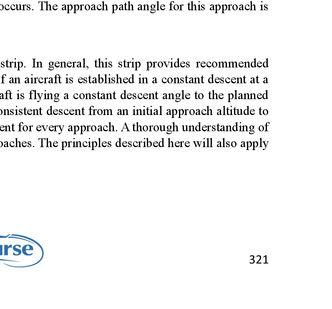 occurs. The approach path angle for this approach is
strip. In general, this strip provides recommended
f an aircraft is established in a constant descent at a
aft is flying a constant descent angle to the planned
onsistent descent from an initial approach altitude to
ent for every approach. A thorough understanding of
oaches. The principles described here will also apply
urse
321